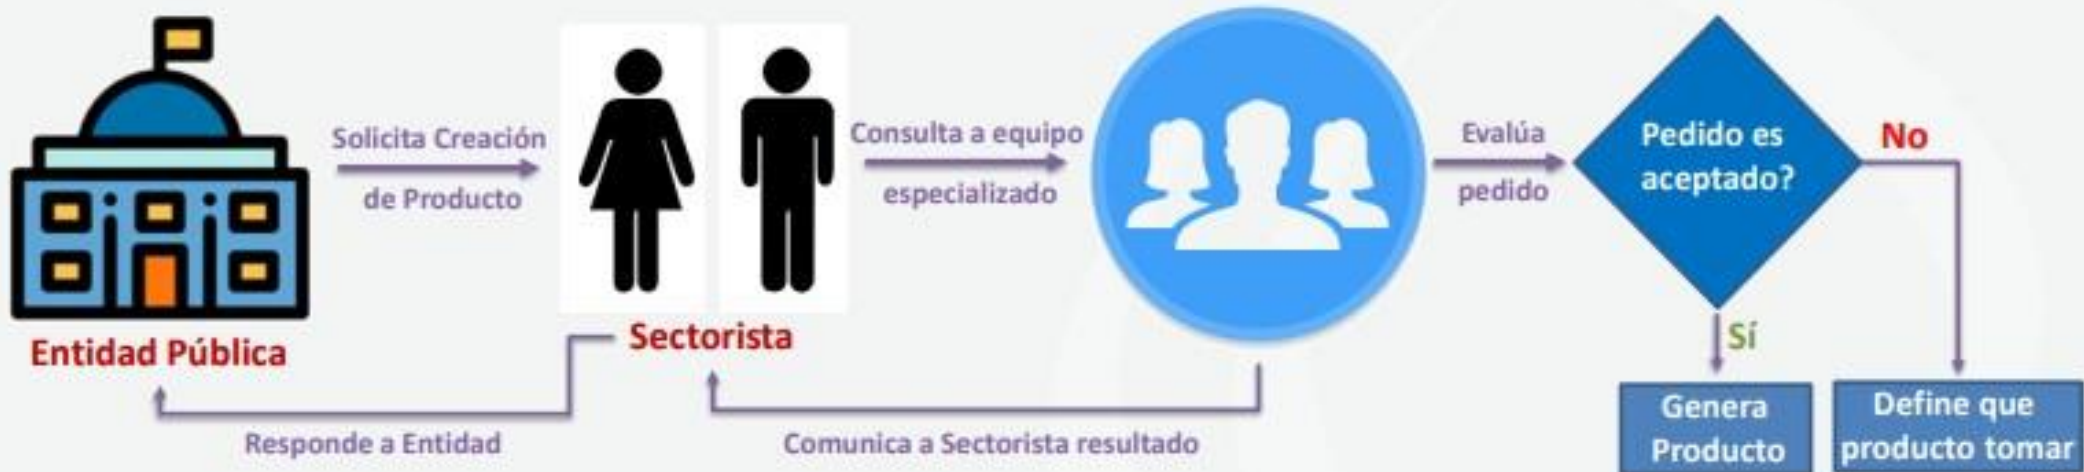 Solicita Creación
de Producto
Consulta a equipo
especializado
Evalúa
pedido
Pedido es
aceptado?
No
Sí
Entidad Pública
Sectorista
Genera
Producto
Define que
producto tomar
Responde a Entidad
Comunica a Sectorista resultado